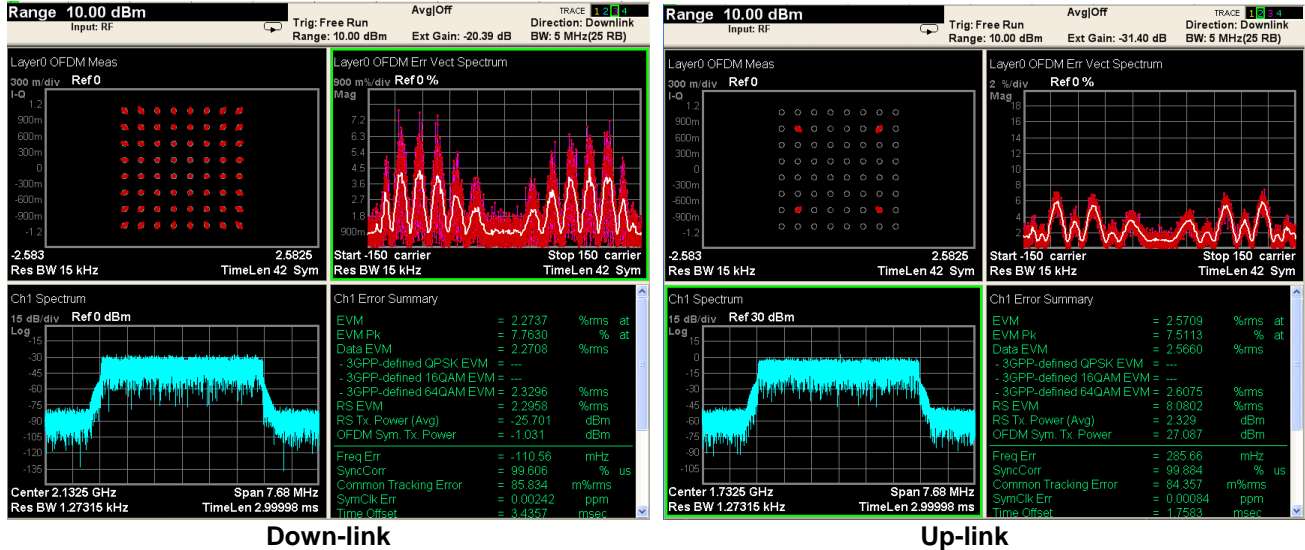 Range 10.00 dBm
Input: RF
Trig: Free Run
Range: 10.00 dBm
Avg|Off
Ext Gain: -20.39 dB
TRACE 1 2 3 4
Direction: Downlink
BW: 5 MHz(25 RB)
Layer0 OFDM Meas
300 m/div Ref 0
I-Q
1.2
900m
600m
300m
0
-300m
-600m
-900m
-1.2
-2.583 2.5825
Res BW 15 kHz TimeLen 42 Sym
Layer0 OFDM Err Vect Spectrum
900 m%/div Ref 0 %
Mag
7.2
6.3
5.4
4.5
3.6
2.7
1.8
900m
Start -150 carrier Stop 150 carrier
Res BW 15 kHz TimeLen 42 Sym
Ch1 Spectrum
15 dB/div Ref 0 dBm
Log
-15
-30
-45
-60
-75
-90
-105
-120
-135
Center 2.1325 GHz Span 7.68 MHz
Res BW 1.27315 kHz TimeLen 2.99998 ms
Ch1 Error Summary
EVM = 2.2737 %rms at
EVM Pk = 7.7630 % at
Data EVM = 2.2708 %rms
- 3GPP-defined QPSK EVM = ---
- 3GPP-defined 16QAM EVM = ---
- 3GPP-defined 64QAM EVM = 2.3296 %rms
RS EVM = 2.2958 %rms
RS Tx. Power (Avg) = -25.701 dBm
OFDM Sym. Tx. Power = -1.031 dBm
Freq Err = -110.56 mHz
SyncCorr = 99.606 % us
Common Tracking Error = 85.834 m%rms
SymClk Err = 0.00242 ppm
Time Offset = 3.4357 msec
Down-link
Range 10.00 dBm
Input: RF
Trig: Free Run
Range: 10.00 dBm
Avg|Off
Ext Gain: -31.40 dB
TRACE 1 2 3 4
Direction: Downlink
BW: 5 MHz(25 RB)
Layer0 OFDM Meas
300 m/div Ref 0
I-Q
1.2
900m
600m
300m
0
-300m
-600m
-900m
-1.2
-2.583 2.5825
Res BW 15 kHz TimeLen 42 Sym
Layer0 OFDM Err Vect Spectrum
2 %/div Ref 0 %
Mag
18
16
14
12
10
8
6
4
2
Start -150 carrier Stop 150 carrier
Res BW 15 kHz TimeLen 42 Sym
Ch1 Spectrum
15 dB/div Ref 30 dBm
Log
15
0
-15
-30
-45
-60
-75
-90
-105
Center 1.7325 GHz Span 7.68 MHz
Res BW 1.27315 kHz TimeLen 2.99998 ms
Ch1 Error Summary
EVM = 2.5709 %rms at
EVM Pk = 7.5113 % at
Data EVM = 2.5660 %rms
- 3GPP-defined QPSK EVM = ---
- 3GPP-defined 16QAM EVM = ---
- 3GPP-defined 64QAM EVM = 2.6075 %rms
RS EVM = 8.0802 %rms
RS Tx. Power (Avg) = 2.329 dBm
OFDM Sym. Tx. Power = 27.087 dBm
Freq Err = 285.66 mHz
SyncCorr = 99.884 % us
Common Tracking Error = 84.357 m%rms
SymClk Err = 0.00084 ppm
Time Offset = 1.7583 msec
Up-link